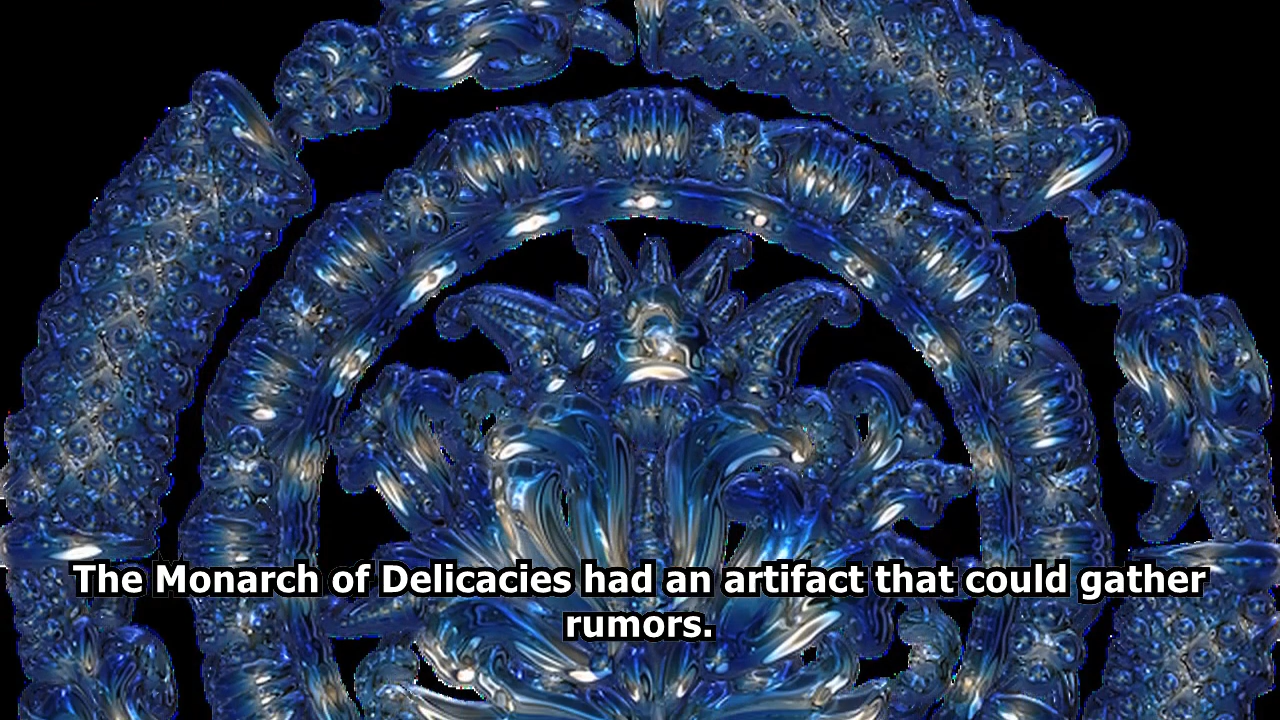 The Monarch of Delicacies had an artifact that could gather
rumors.